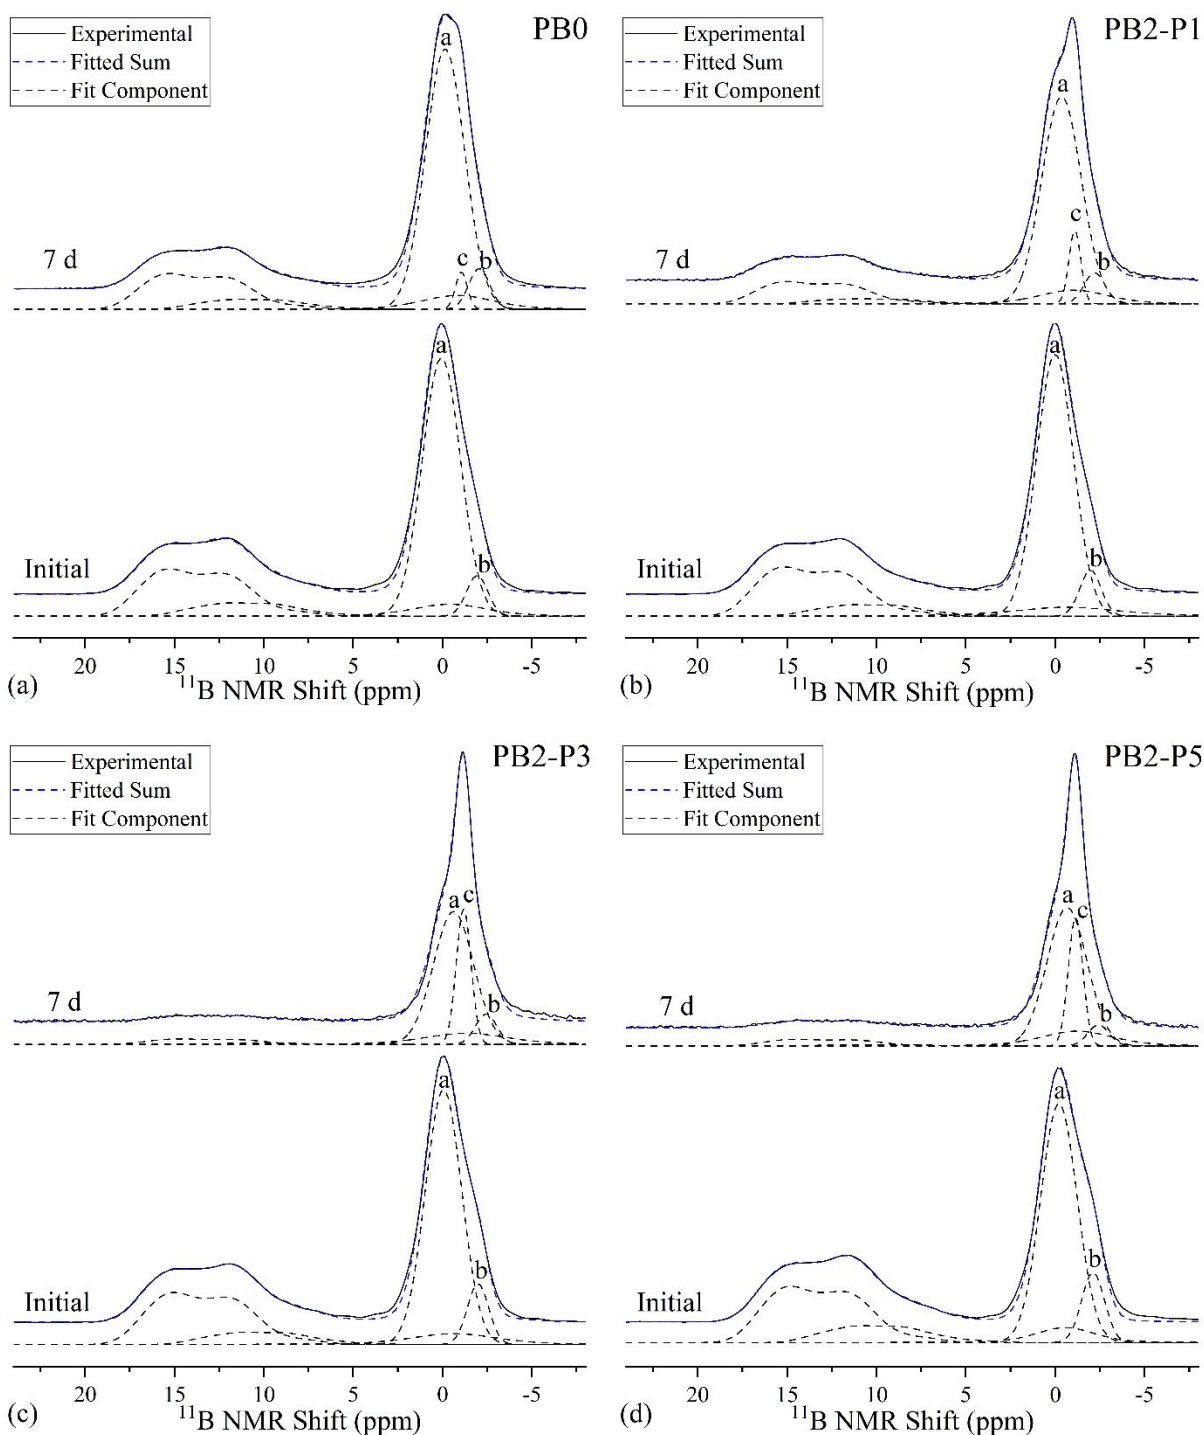 Experimental
Fitted Sum
Fit Component
PB0
a
7 d
c b
a
Initial
b
20 15 10 5 0 -5
(a)
¹¹B NMR Shift (ppm)
Experimental
Fitted Sum
Fit Component
PB2-P1
a
c
7 d
b
a
Initial
b
20 15 10 5 0 -5
(b)
¹¹B NMR Shift (ppm)
Experimental
Fitted Sum
Fit Component
PB2-P3
a c
7 d
b
a
Initial
b
20 15 10 5 0 -5
(c)
¹¹B NMR Shift (ppm)
Experimental
Fitted Sum
Fit Component
PB2-P5
a
c
7 d
b
a
b
Initial
20 15 10 5 0 -5
(d)
¹¹B NMR Shift (ppm)